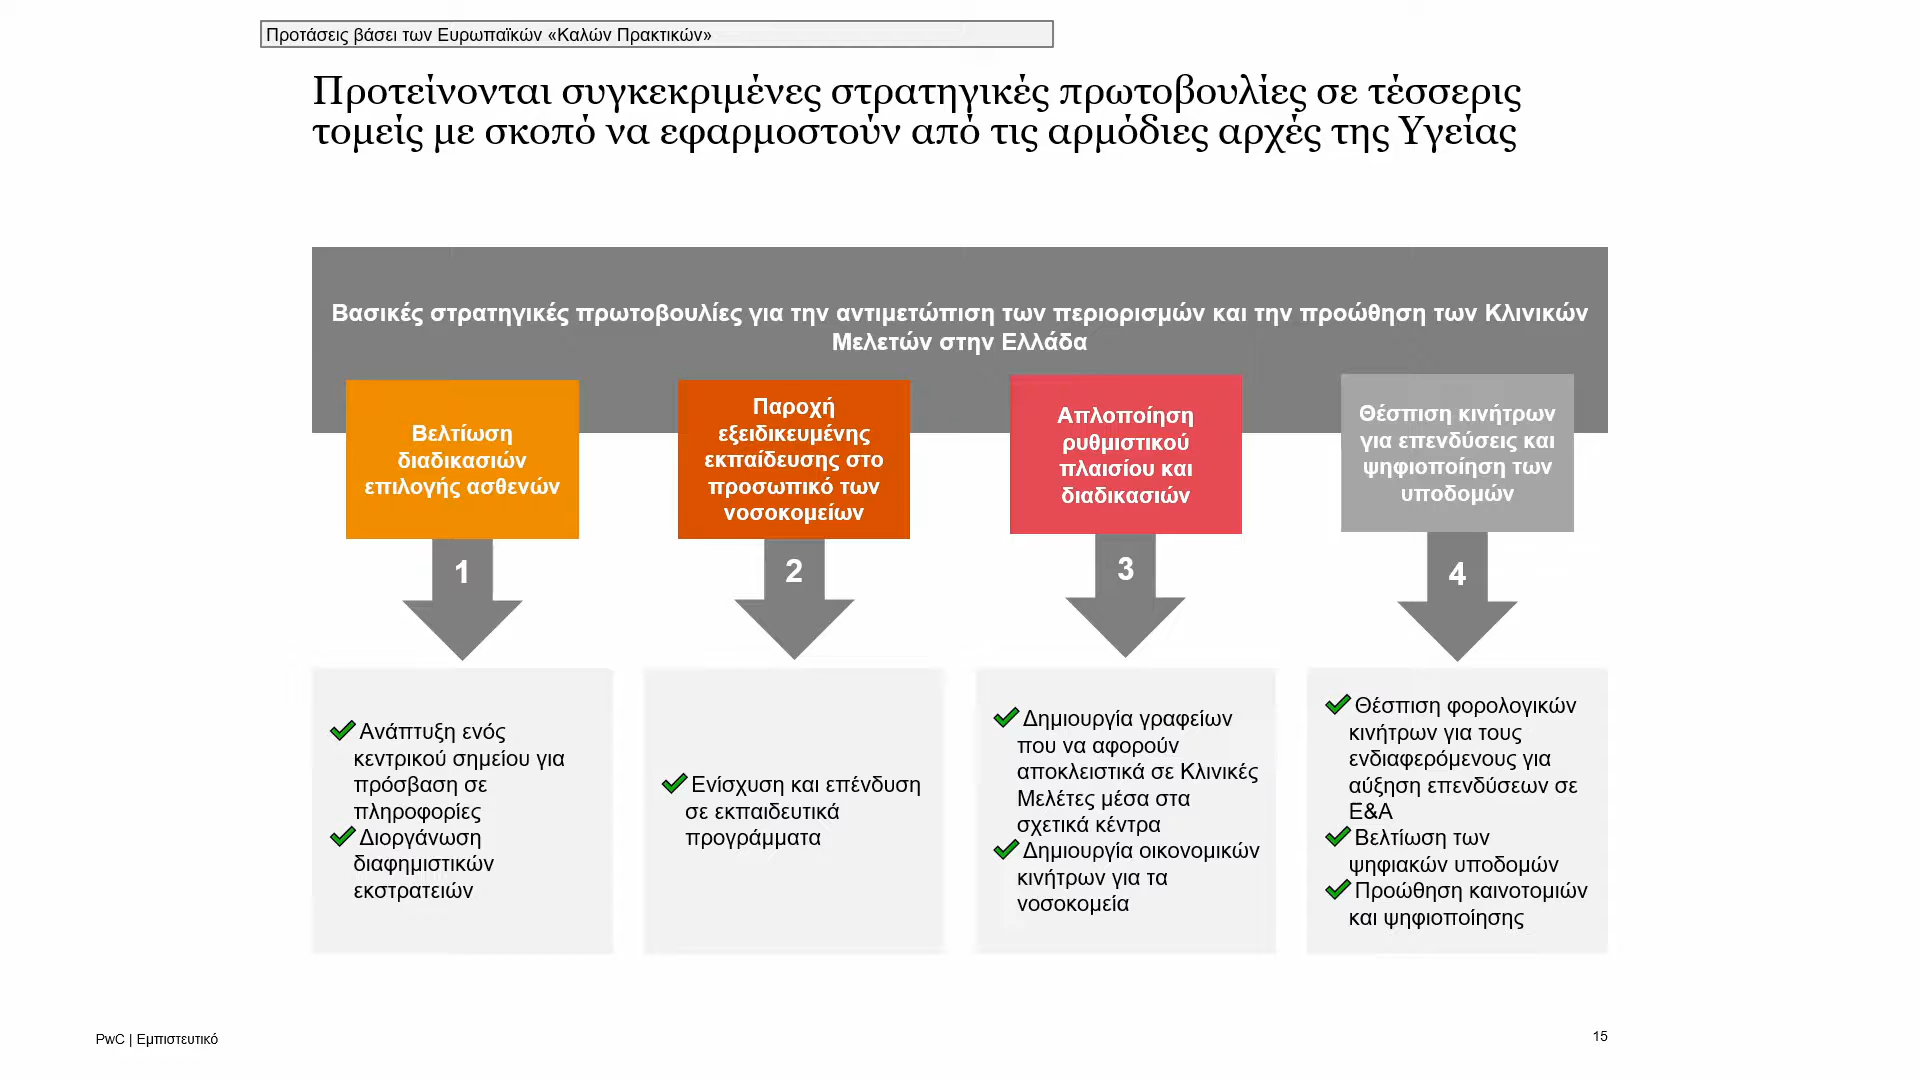 Προτάσεις βάσει των Ευρωπαϊκών «Καλών Πρακτικών»
Προτείνονται συγκεκριμένες στρατηγικές πρωτοβουλίες σε τέσσερις
τομείς με σκοπό να εφαρμοστούν από τις αρμόδιες αρχές της Υγείας
Βασικές στρατηγικές πρωτοβουλίες για την αντιμετώπιση των περιορισμών και την προώθηση των Κλινικών
Μελετών στην Ελλάδα
Βελτίωση
διαδικασιών
επιλογής ασθενών
1
Ανάπτυξη ενός
κεντρικού σημείου για
πρόσβαση σε
πληροφορίες
Διοργάνωση
διαφημιστικών
εκστρατειών
Παροχή
εξειδικευμένης
εκπαίδευσης στο
προσωπικό των
νοσοκομείων
2
Ενίσχυση και επένδυση
σε εκπαιδευτικά
προγράμματα
Απλοποίηση
ρυθμιστικού
πλαισίου και
διαδικασιών
3
Δημιουργία γραφείων
που να αφορούν
αποκλειστικά σε Κλινικές
Μελέτες μέσα στα
σχετικά κέντρα
Δημιουργία οικονομικών
κινήτρων για τα
νοσοκομεία
Θέσπιση κινήτρων
για επενδύσεις και
ψηφιοποίηση των
υποδομών
4
Θέσπιση φορολογικών
κινήτρων για τους
ενδιαφερόμενους για
αύξηση επενδύσεων σε
Ε&Α
Βελτίωση των
ψηφιακών υποδομών
Προώθηση καινοτομιών
και ψηφιοποίησης
PwC | Εμπιστευτικό
15